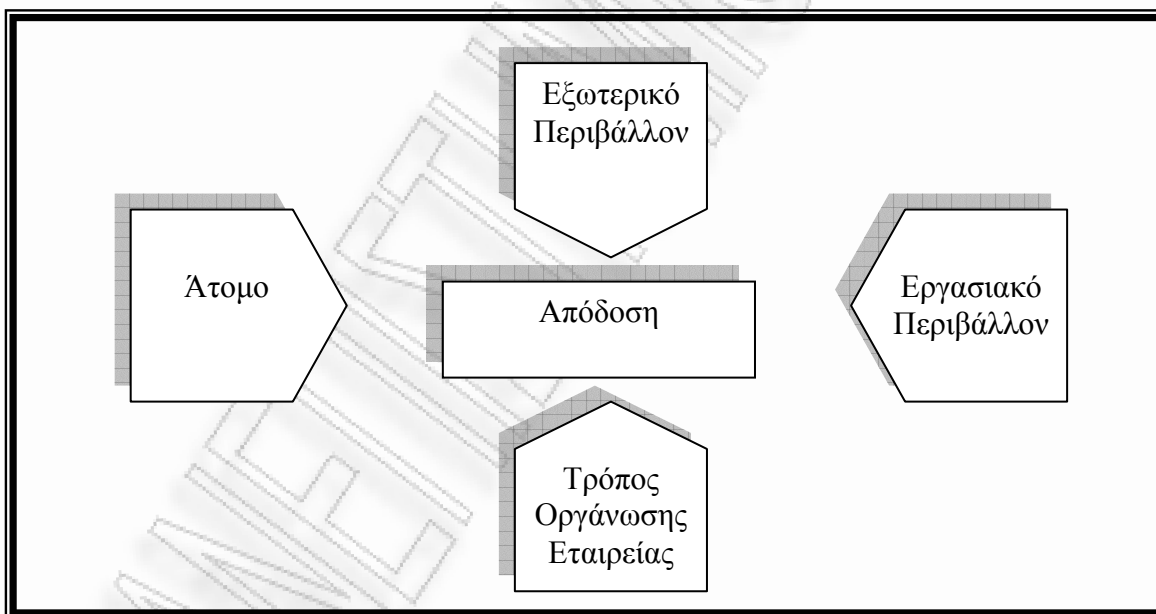 Εξωτερικό
Περιβάλλον
Άτομο
Απόδοση
Εργασιακό
Περιβάλλον
Τρόπος
Οργάνωσης
Εταιρείας